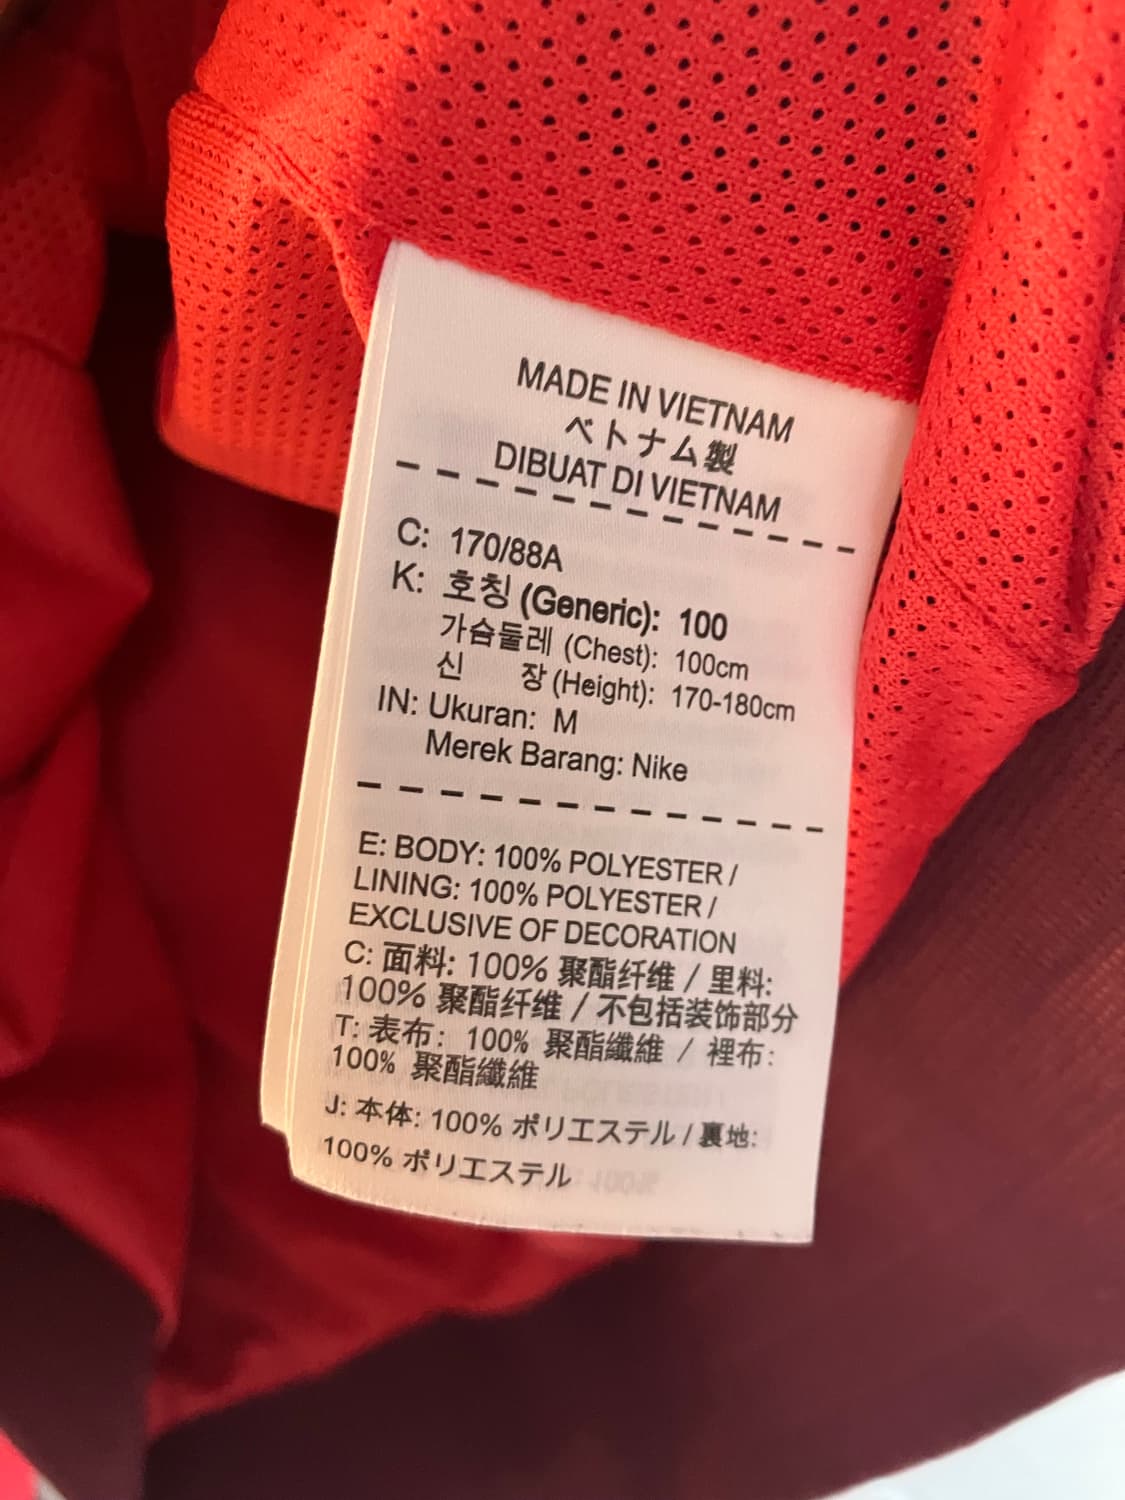 MADE IN VIETNAM
ベトナム製
DIBUAT DI VIETNAM
C: 170/88A
K: 호칭 (Generic): 100
가슴둘레 (Chest): 100cm
신 장 (Height): 170-180cm
IN: Ukuran: M
Merek Barang: Nike
E: BODY: 100% POLYESTER /
LINING: 100% POLYESTER /
EXCLUSIVE OF DECORATION
C: 面料: 100% 聚酯纤维 / 里料:
100% 聚酯纤维 / 不包括装饰部分
T: 表布: 100% 聚酯纖維 / 裡布:
100% 聚酯纖維
J: 本体: 100% ポリエステル / 裏地:
100% ポリエステル